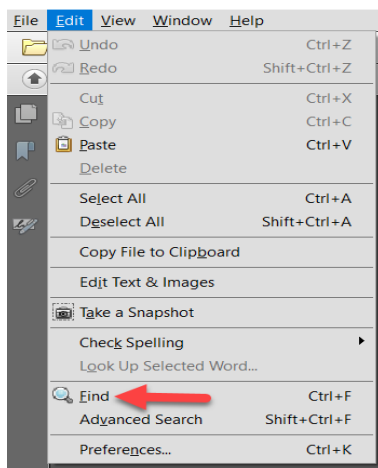 File Edit View Window Help
Undo Ctrl+Z
Redo Shift+Ctrl+Z
Cut Ctrl+X
Copy Ctrl+C
Paste Ctrl+V
Delete
Select All Ctrl+A
Deselect All Shift+Ctrl+A
Copy File to Clipboard
Edit Text & Images
Take a Snapshot
Check Spelling
Look Up Selected Word...
Find Ctrl+F
Advanced Search Shift+Ctrl+F
Preferences... Ctrl+K